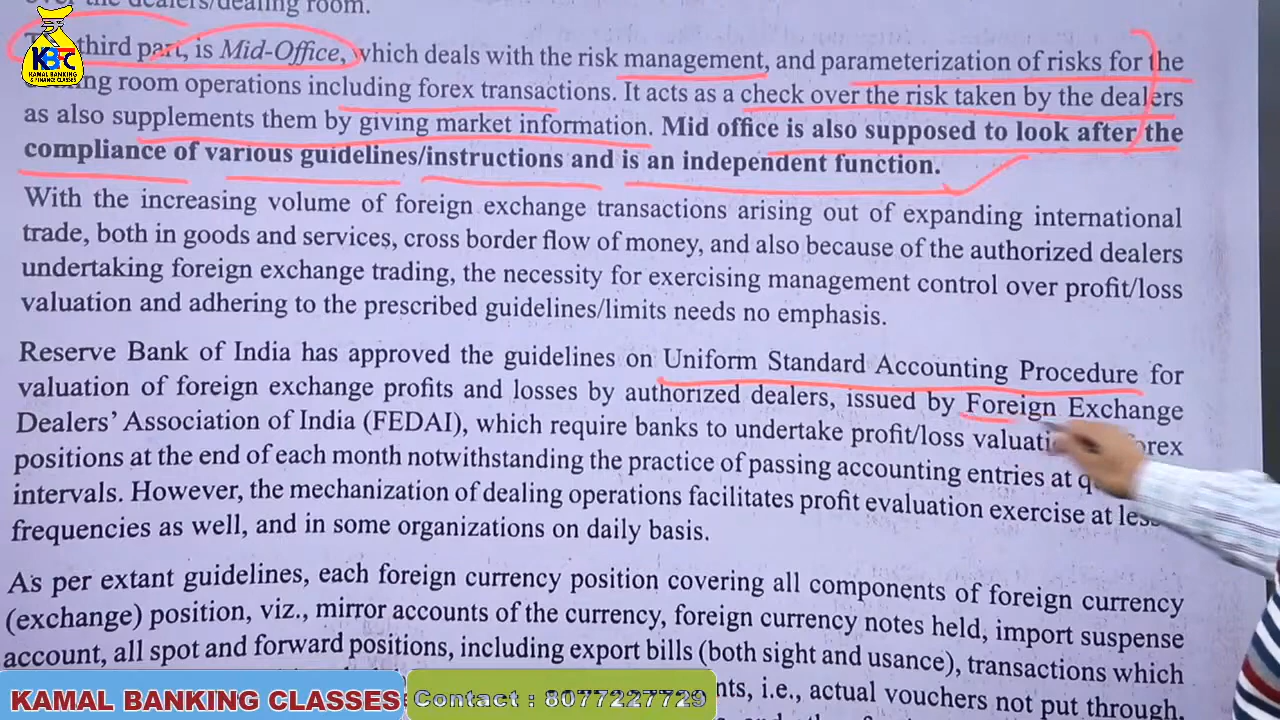 over the dealers/dealing room.
KBC
KAMAL BANKING
& FINANCE CLASSES
third part, is Mid-Office, which deals with the risk management, and parameterization of risks for the
room operations including forex transactions. It acts as a check over the risk taken by the dealers
as also supplements them by giving market information. Mid office is also supposed to look after the
compliance of various guidelines/instructions and is an independent function.
With the increasing volume of foreign exchange transactions arising out of expanding international
trade, both in goods and services, cross border flow of money, and also because of the authorized dealers
undertaking foreign exchange trading, the necessity for exercising management control over profit/loss
valuation and adhering to the prescribed guidelines/limits needs no emphasis.
Reserve Bank of India has approved the guidelines on Uniform Standard Accounting Procedure for
valuation of foreign exchange profits and losses by authorized dealers, issued by Foreign Exchange
Dealers' Association of India (FEDAI), which require banks to undertake profit/loss
positions at the end of each month notwithstanding the practice of passing accounting entries at
intervals. However, the mechanization of dealing operations facilitates profit evaluation exercise at
frequencies as well, and in some organizations on daily basis.
As per extant guidelines, each foreign currency position covering all components of foreign currency
(exchange) position, viz., mirror accounts of the currency, foreign currency notes held, import suspense
account, all spot and forward positions, including export bills (both sight and usance), transactions which
i.e., actual vouchers not put through,
KAMAL BANKING CLASSES
Contact : 8077227729